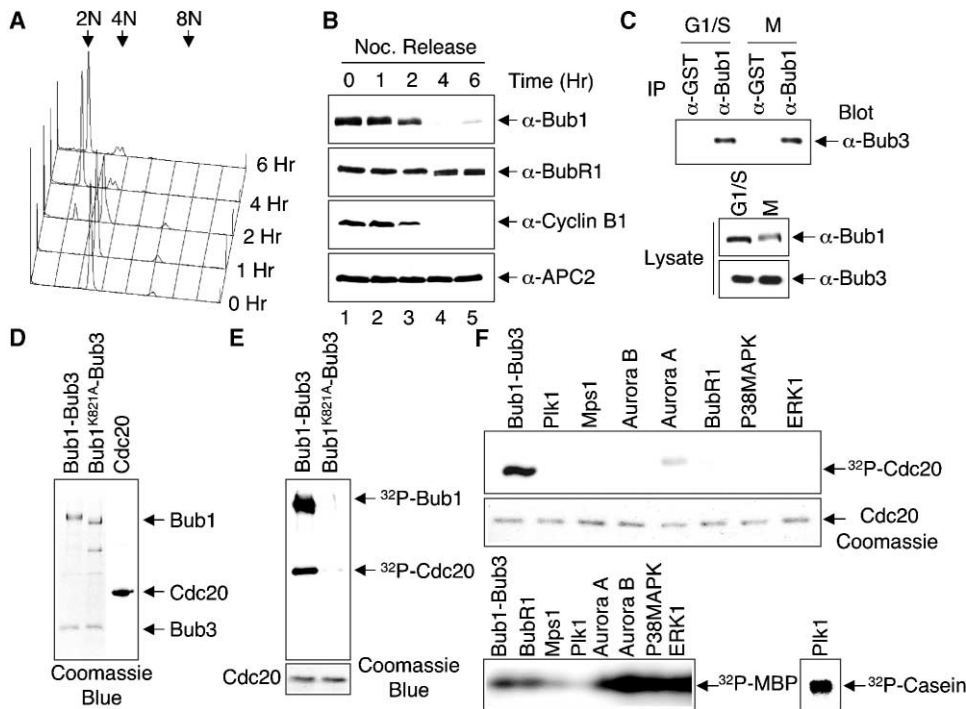 A
2N 4N 8N
6 Hr
4 Hr
2 Hr
1 Hr
0 Hr
B
Noc. Release
0 1 2 4 6 Time (Hr)
α-Bub1
α-BubR1
α-Cyclin B1
α-APC2
1 2 3 4 5
C
G1/S M
IP α-GST α-Bub1 α-GST α-Bub1 Blot
α-Bub3
G1/S M
Lysate
α-Bub1
α-Bub3
D
Bub1-Bub3 Bub1K821A-Bub3 Cdc20
Bub1
Cdc20
Bub3
Coomassie
Blue
E
Bub1-Bub3 Bub1K821A-Bub3
32P-Bub1
32P-Cdc20
Cdc20 Coomassie
Blue
F
Bub1-Bub3 Plk1 Mps1 Aurora B Aurora A BubR1 P38MAPK ERK1
32P-Cdc20
Cdc20
Coomassie
Bub1-Bub3 BubR1 Mps1 Plk1 Aurora A Aurora B P38MAPK ERK1 Plk1
32P-MBP 32P-Casein